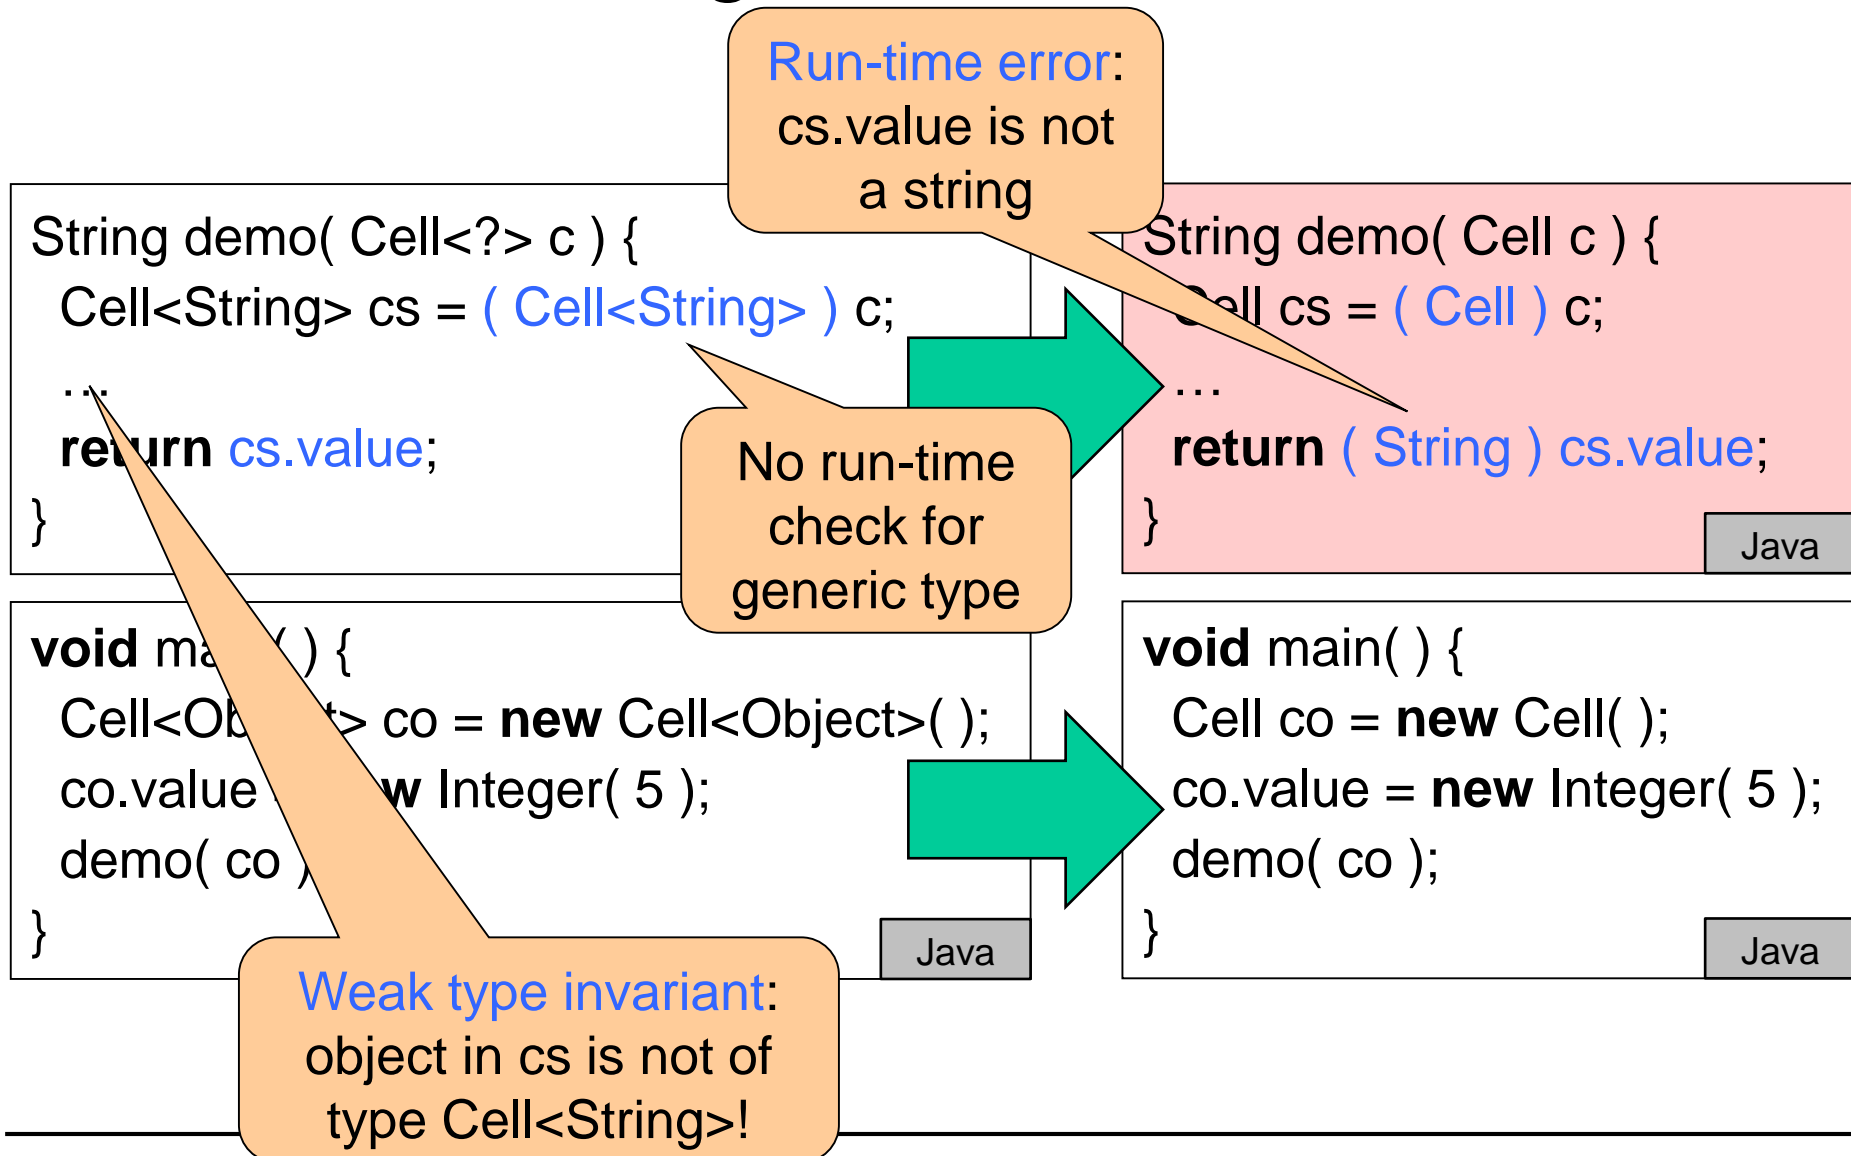 Run-time error:
cs.value is not
a string
String demo( Cell<?> c ) {
Cell<String> cs = ( Cell<String> ) c;
…
return cs.value;
}
No run-time
check for
generic type
String demo( Cell c ) {
Cell cs = ( Cell ) c;
…
return ( String ) cs.value;
}
Java
void main( ) {
Cell<Object> co = new Cell<Object>( );
co.value = new Integer( 5 );
demo( co )
}
Java
void main( ) {
Cell co = new Cell( );
co.value = new Integer( 5 );
demo( co );
}
Java
Weak type invariant:
object in cs is not of
type Cell<String>!